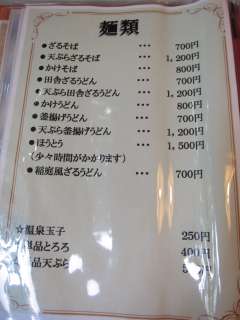 麺類
●ざるそば ･･･ 700円
●天ぷらざるそば ･･･ 1,200円
●かけそば ･･･ 800円
●田舎ざるうどん ･･･ 700円
●天ぷら田舎ざるうどん ･･･ 1,200円
●かけうどん ･･･ 800円
●釜揚げうどん ･･･ 700円
●天ぷら釜揚げうどん ･･･ 1,200円
●ほうとう ･･･ 1,500円
(少々時間がかかります)
●稲庭風ざるうどん ･･･ 700円
☆温泉玉子 250円
単品とろろ 400円
単品天ぷら